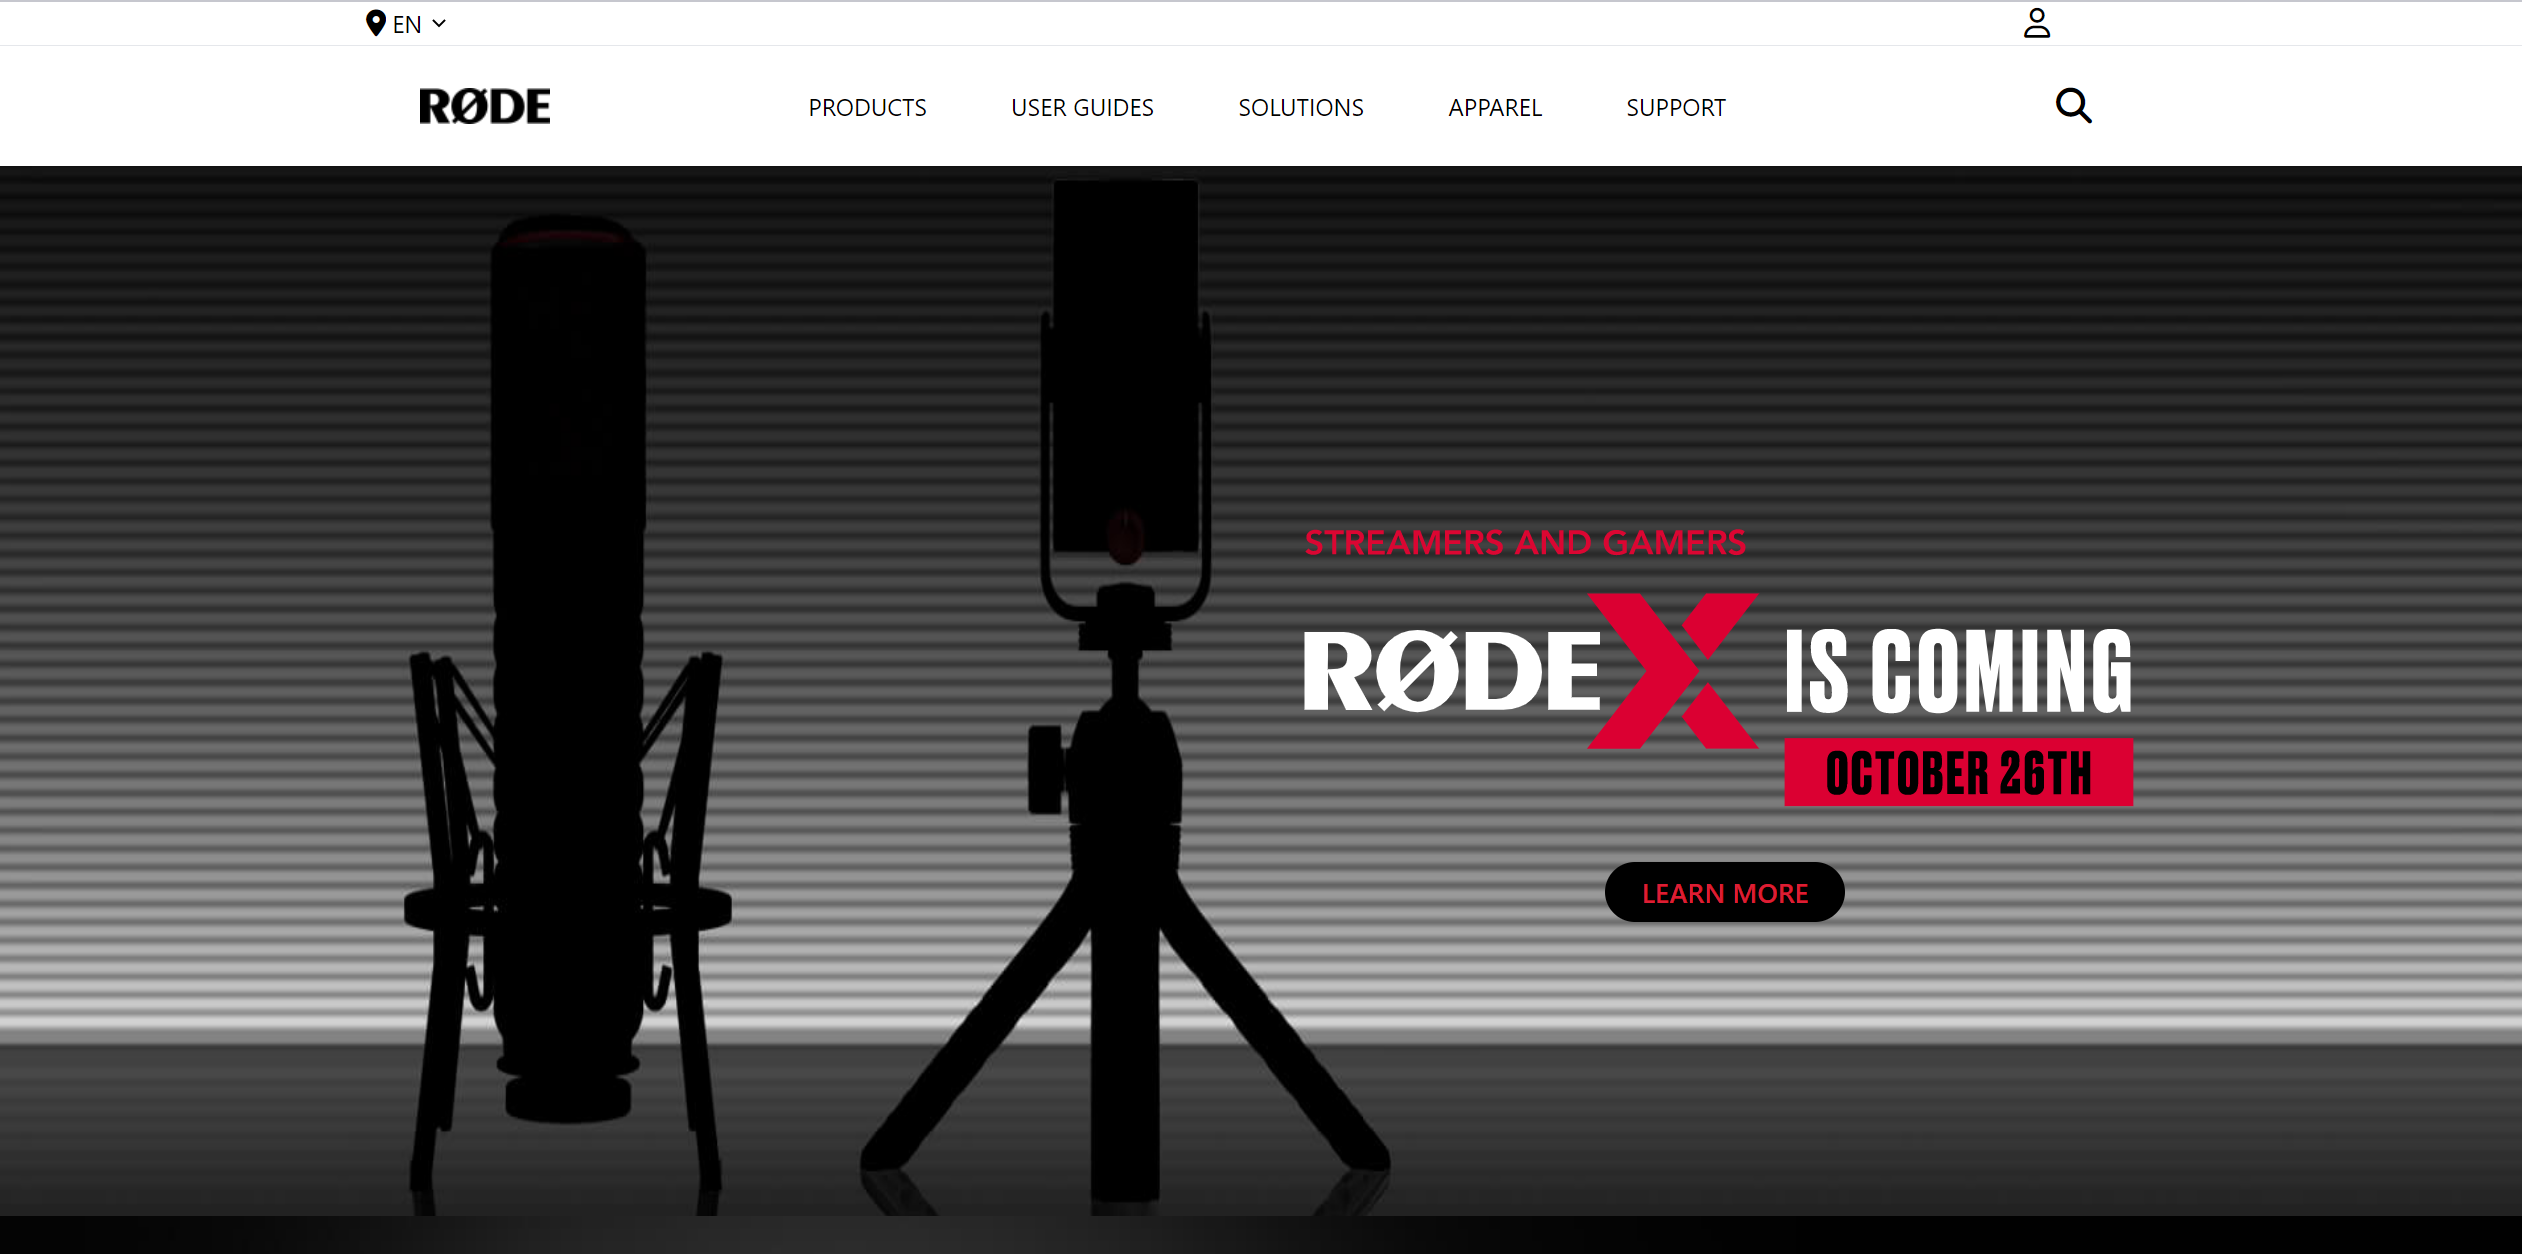 EN
RØDE
PRODUCTS
USER GUIDES
SOLUTIONS
APPAREL
SUPPORT
STREAMERS AND GAMERS
RØDE X IS COMING
OCTOBER 26TH
LEARN MORE